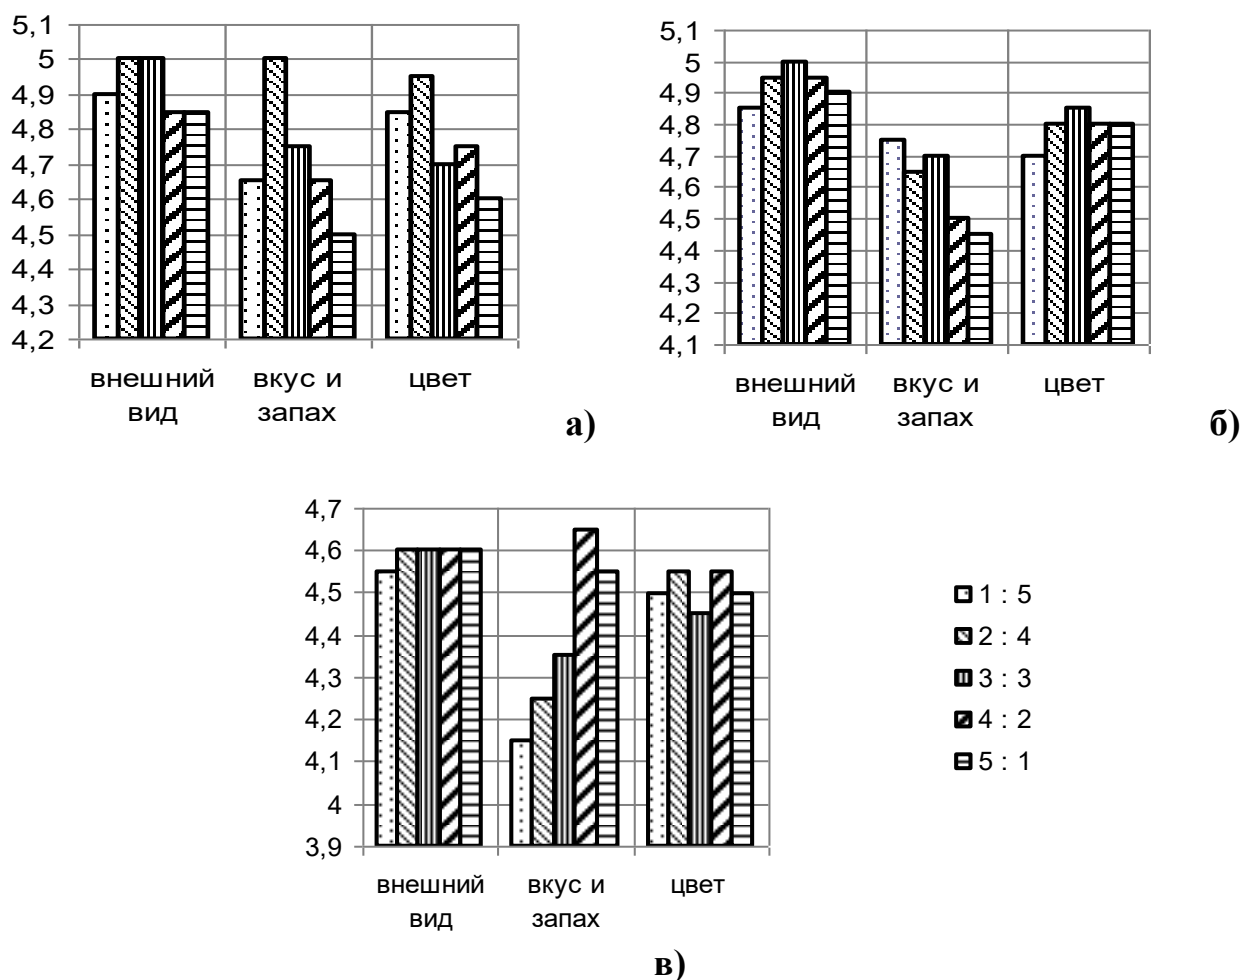 5,1
5
4,9
4,8
4,7
4,6
4,5
4,4
4,3
4,2
внешний
вид
вкус и
запах
цвет
а)
5,1
5
4,9
4,8
4,7
4,6
4,5
4,4
4,3
4,2
4,1
внешний
вид
вкус и
запах
цвет
б)
4,7
4,6
4,5
4,4
4,3
4,2
4,1
4
3,9
внешний
вид
вкус и
запах
цвет
1 : 5
2 : 4
3 : 3
4 : 2
5 : 1
в)